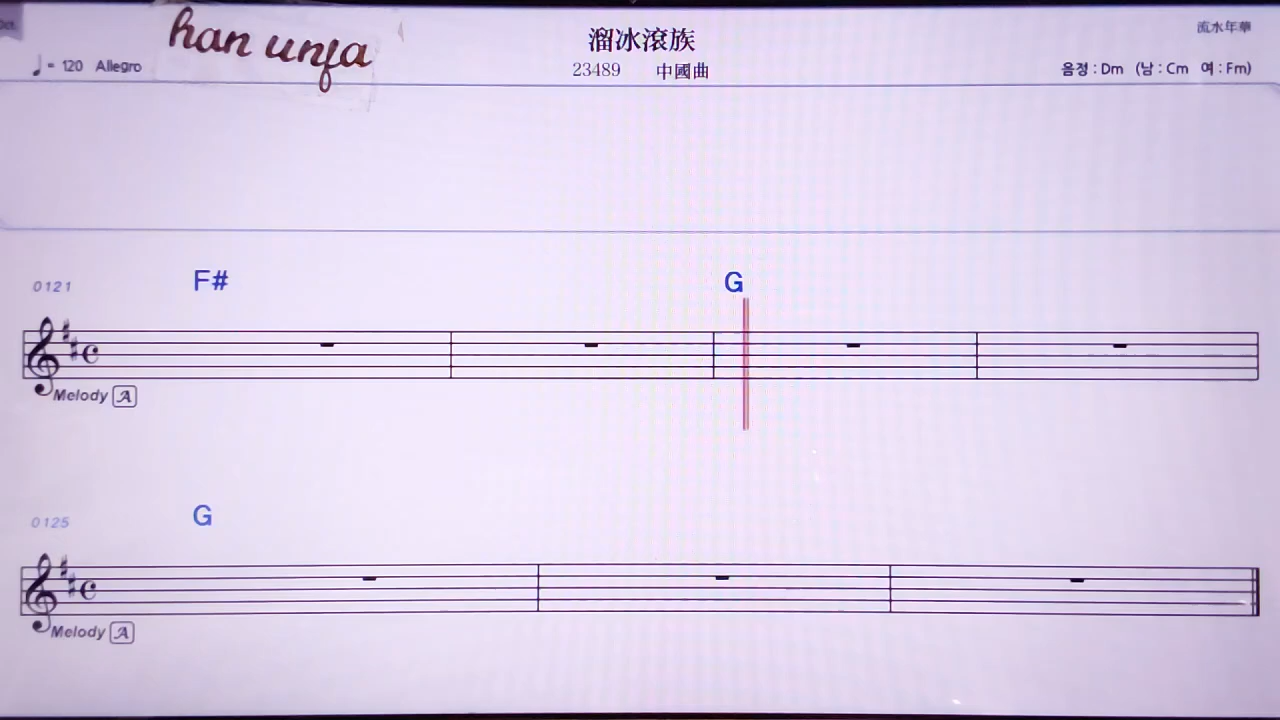 han unfa
溜冰滾族
流水年華
♩= 120 Allegro
23489 中國曲
음정 : Dm (남 : Cm 여 : Fm)
0121
F#
G
Melody A
0125
G
Melody A